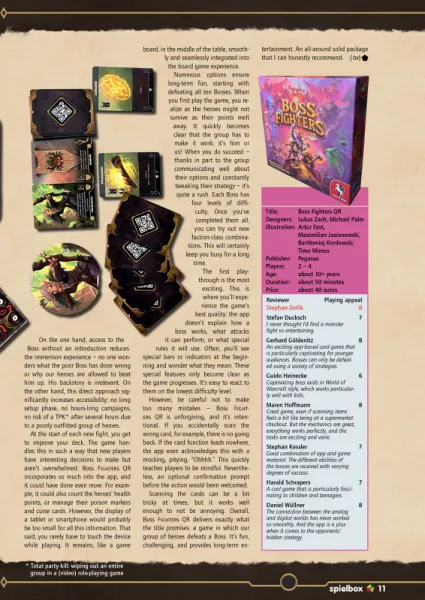 On the one hand, access to the
Boss without an introduction reduces
the immersion experience – no one won-
ders what the poor Boss has done wrong
or why our heroes are allowed to beat
him up. His backstory is irrelevant. On
the other hand, this direct approach sig-
nificantly increases accessibility: no long
setup phase, no hours-long campaigns,
no risk of a TPK* after several hours due
to a poorly outfitted group of heroes.
At the start of each new fight, you get
to improve your deck. The game han-
dles this in such a way that new players
have interesting decisions to make but
aren't overwhelmed. BOSS FIGHTERS QR
incorporates so much into the app, and
it could have done even more. For exam-
ple, it could also count the heroes' health
points, or manage their poison markers
and curse cards. However, the display of
a tablet or smartphone would probably
be too small for all this information. That
said, you rarely have to touch the device
while playing. It remains, like a game
* Total party kill: wiping out an entire
group in a (video) role-playing game
board, in the middle of the table, smooth-
ly and seamlessly integrated into
the board game experience.
Numerous options ensure
long-term fun, starting with
defeating all ten Bosses. When
you first play the game, you re-
alize as the heroes might not
survive as their points melt
away. It quickly becomes
clear that the group has to
make it work: it's him or
us! When you do succeed –
thanks in part to the group
communicating well about
their options and constantly
tweaking their strategy – it's
quite a rush. Each Boss has
four levels of diffi-
culty. Once you've
completed them all,
you can try out new
faction-class combina-
tions. This will certainly
keep you busy for a long
time.
The first play-
through is the most
exciting. This is
where you'll expe-
rience the game's
best quality: the app
doesn't explain how a
boss works, what attacks
it can perform, or what special
rules it will use. Often, you'll see
special bars or indicators at the begin-
ning and wonder what they mean. These
special features only become clear as
the game progresses. It's easy to react to
them on the lowest difficulty level.
However, be careful not to make
too many mistakes – BOSS FIGHT-
ERS QR is unforgiving, and it's inten-
tional. If you accidentally scan the
wrong card, for example, there is no going
back. If the card function leads nowhere,
the app even acknowledges this with a
mocking, pitying, "Ohhhh." This quickly
teaches players to be mindful. Neverthe-
less, an optional confirmation prompt
before the action would been welcomed.
Scanning the cards can be a bit
tricky at times, but it works well
enough to not be annoying. Overall,
BOSS FIGHTERS QR delivers exactly what
the title promises: a game in which our
group of heroes defeats a Boss. It's fun,
challenging, and provides long-term en-
tertainment. An all-around solid package
that I can honestly recommend.
BOSS
FIGHTERS
Title: Boss Fighters QR
Designers: Lukas Zach, Michael Palm
Illustration: Artur Fast,
Maximilian Jasionowski,
Bartłomiej Kordowski,
Timo Mimus
Publisher: Pegasus
Players: 2 – 4
Age: about 10+ years
Duration: about 50 minutes
Price: about 40 euros
Reviewer Playing appeal
Stephan Zerlik 8
Stefan Ducksch 7
I never thought I'd find a monster
fight so entertaining.
Gerhard Göldenitz 8
An exciting app-based card game that
is particularly captivating for younger
audiences. Bosses can only be defeat-
ed using a variety of strategies.
Guido Heinecke 6
Captivating boss raids in World of
Warcraft style, which works particular-
ly well with kids.
Maren Hoffmann 8
Great game, even if scanning items
feels a bit like being at a supermarket
checkout. But the mechanics are great,
everything works perfectly, and the
tasks are exciting and varie.
Stephan Kessler 7
Good combination of app and game
material. The different abilities of
the bosses are received with varying
degrees of success.
Harald Schrapers 7
A cool game that is particularly fasci-
nating to children and teenagers.
Daniel Wüllner 8
The connection between the analog
and digital worlds has never worked
so smoothly. And the app is a plus
when it comes to the opponents'
hidden strategy.
spielbox 11